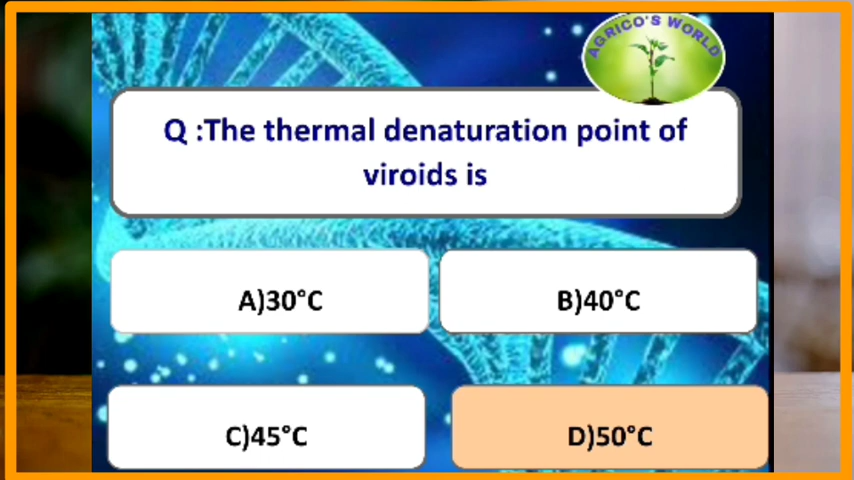 AGRICO'S WORLD
Q :The thermal denaturation point of
viroids is
A)30°C
B)40°C
C)45°C
D)50°C